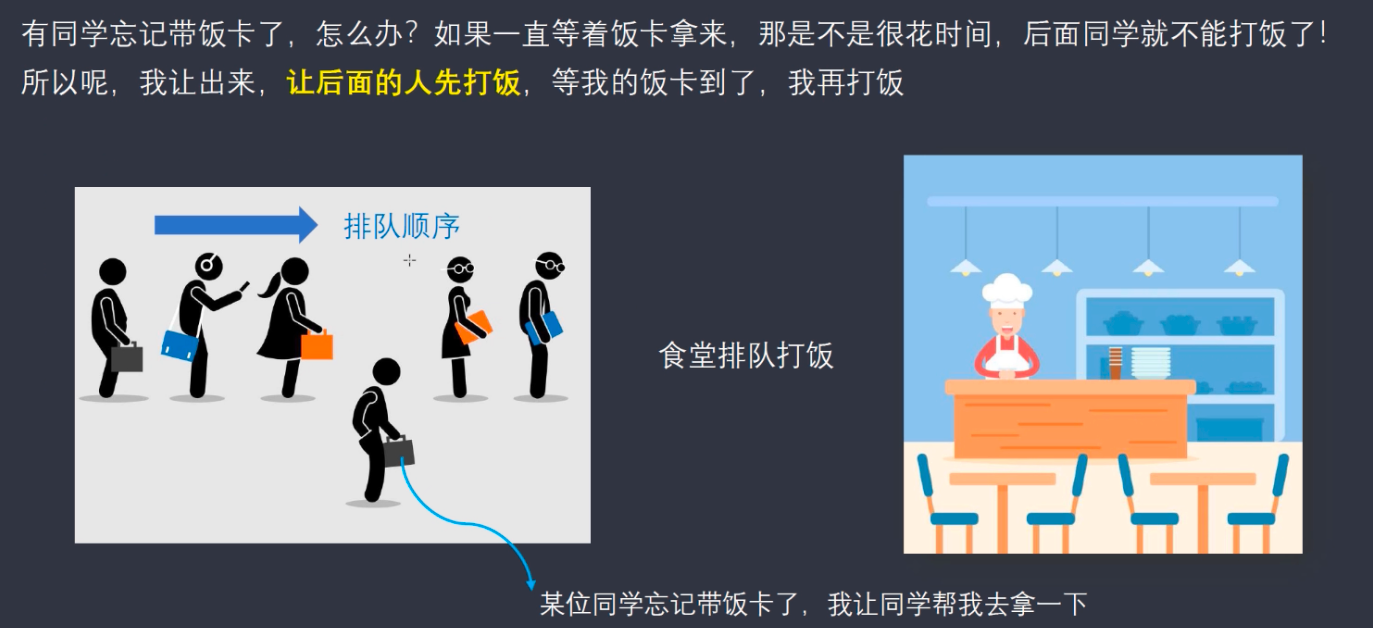 有同学忘记带饭卡了，怎么办？如果一直等着饭卡拿来，那是不是很花时间，后面同学就不能打饭了！
所以呢，我让出来，让后面的人先打饭，等我的饭卡到了，我再打饭
排队顺序
食堂排队打饭
某位同学忘记带饭卡了，我让同学帮我去拿一下